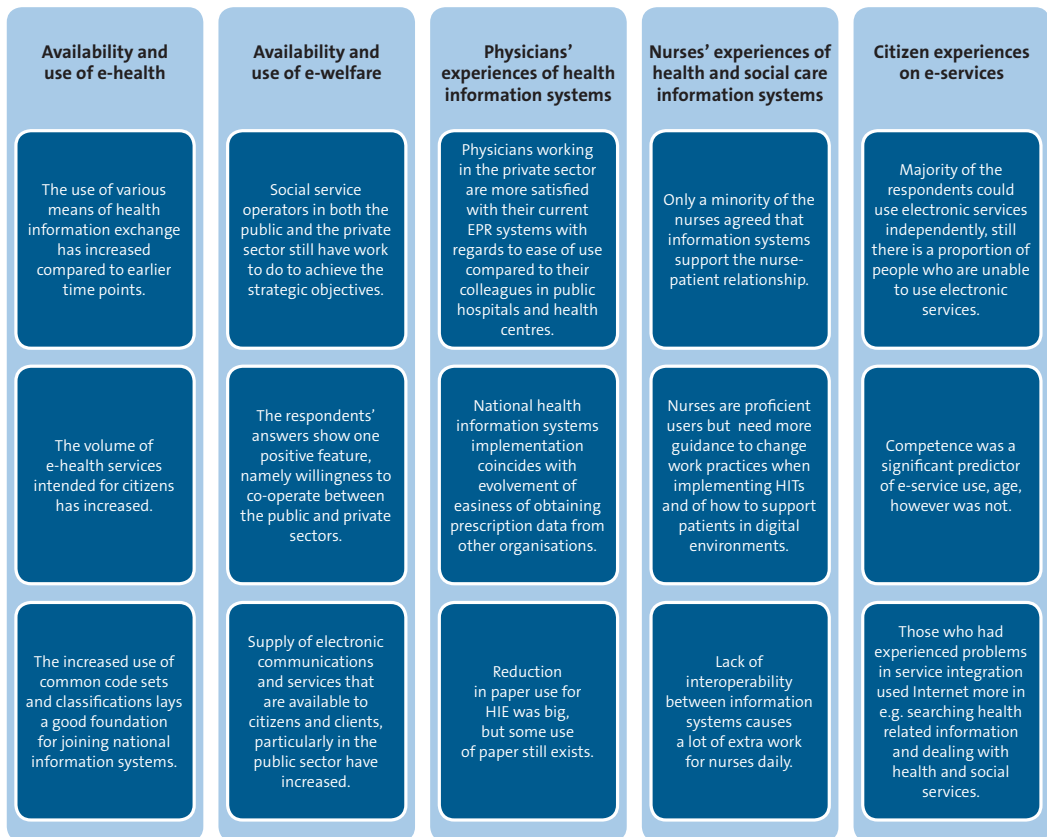 Availability and
use of e-health
The use of various
means of health
information exchange
has increased
compared to earlier
time points.
The volume of
e-health services
intended for citizens
has increased.
The increased use of
common code sets
and classifications lays
a good foundation
for joining national
information systems.
Availability and
use of e-welfare
Social service
operators in both the
public and the private
sector still have work
to do to achieve the
strategic objectives.
The respondents’
answers show one
positive feature,
namely willingness to
co-operate between
the public and private
sectors.
Supply of electronic
communications
and services that
are available to
citizens and clients,
particularly in the
public sector have
increased.
Physicians’
experiences of health
information systems
Physicians working
in the private sector
are more satisfied
with their current
EPR systems with
regards to ease of use
compared to their
colleagues in public
hospitals and health
centres.
National health
information systems
implementation
coincides with
evolvement of
easiness of obtaining
prescription data from
other organisations.
Reduction
in paper use for
HIE was big,
but some use
of paper still exists.
Nurses’ experiences of
health and social care
information systems
Only a minority of the
nurses agreed that
information systems
support the nurse-
patient relationship.
Nurses are proficient
users but need more
guidance to change
work practices when
implementing HITs
and of how to support
patients in digital
environments.
Lack of
interoperability
between information
systems causes
a lot of extra work
for nurses daily.
Citizen experiences
on e-services
Majority of the
respondents could
use electronic services
independently, still
there is a proportion of
people who are unable
to use electronic
services.
Competence was a
significant predictor
of e-service use, age,
however was not.
Those who had
experienced problems
in service integration
used Internet more in
e.g. searching health
related information
and dealing with
health and social
services.